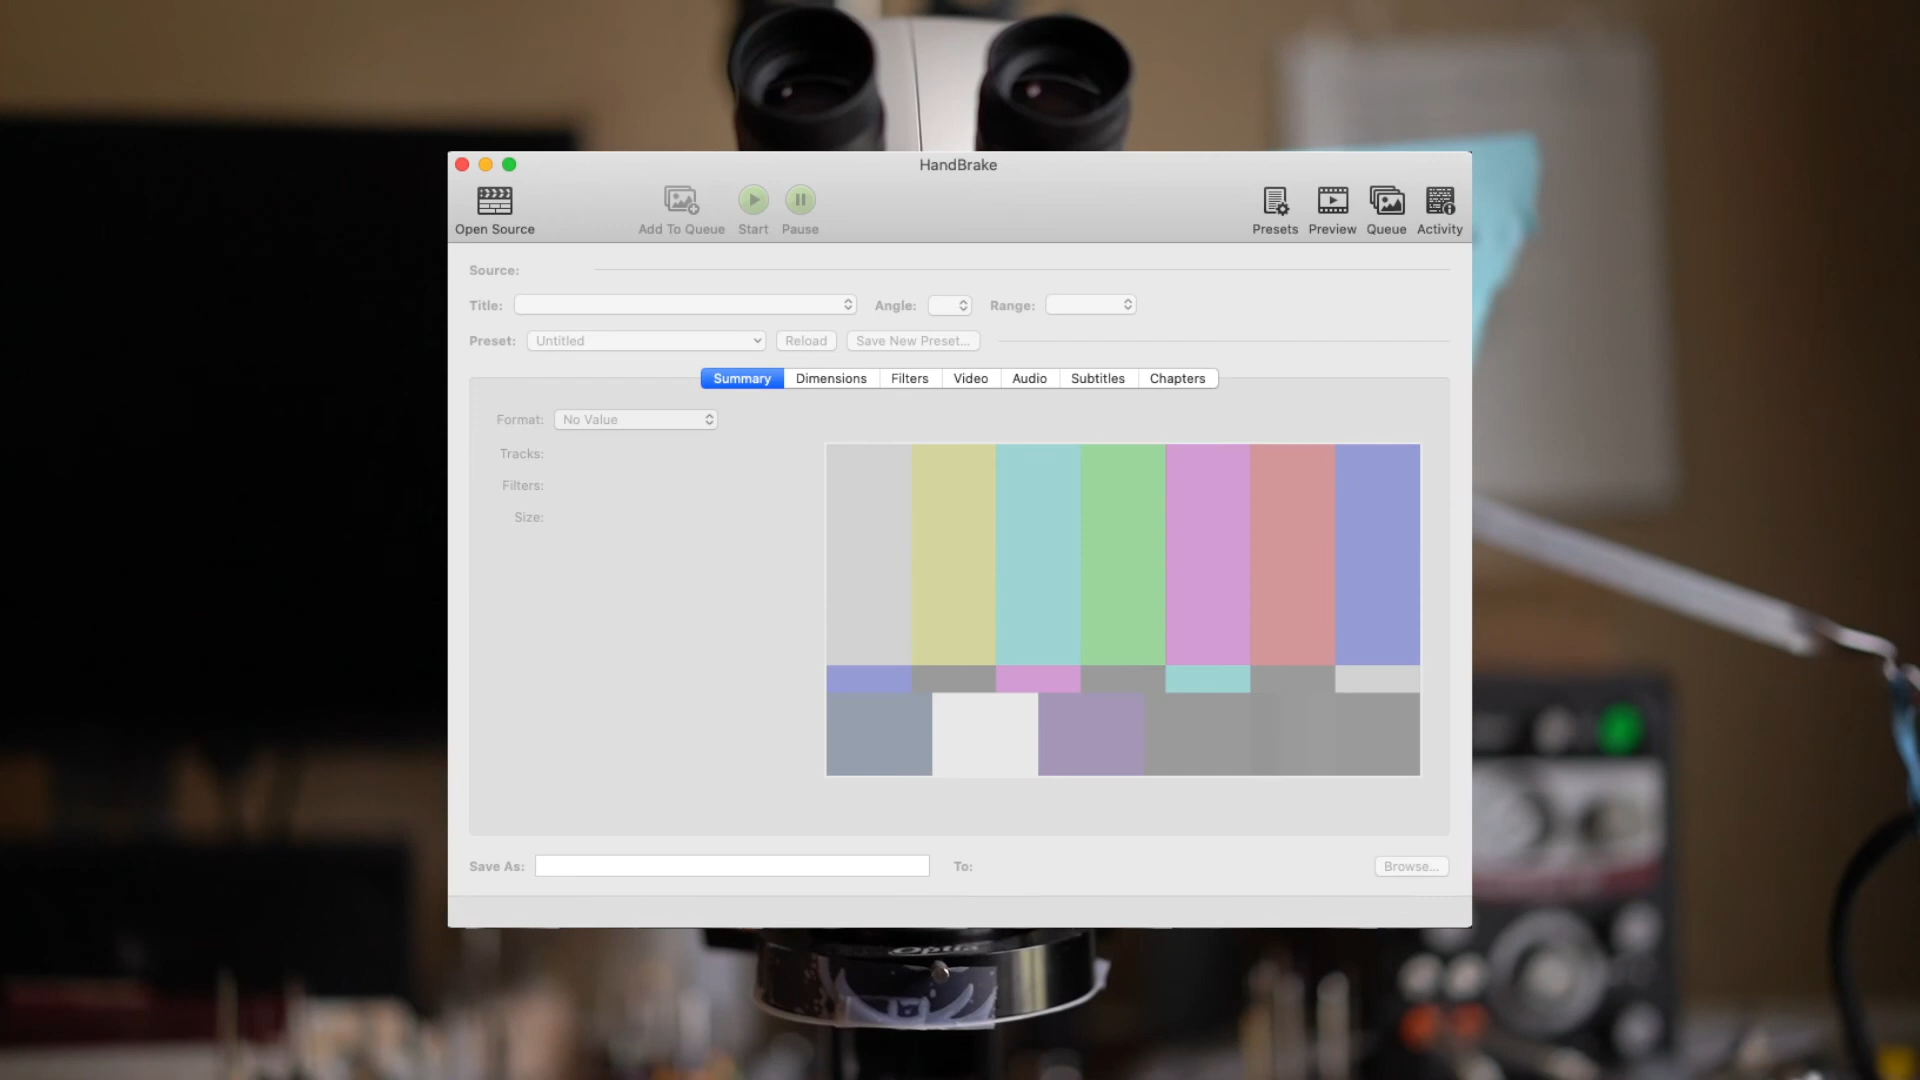 HandBrake
Open Source
Add To Queue
Start
Pause
Presets
Preview
Queue
Activity
Source:
Title:
Angle:
Range:
Preset:
Untitled
Reload
Save New Preset...
Summary
Dimensions
Filters
Video
Audio
Subtitles
Chapters
Format:
No Value
Tracks:
Filters:
Size:
Save As:
To:
Browse...
Optix